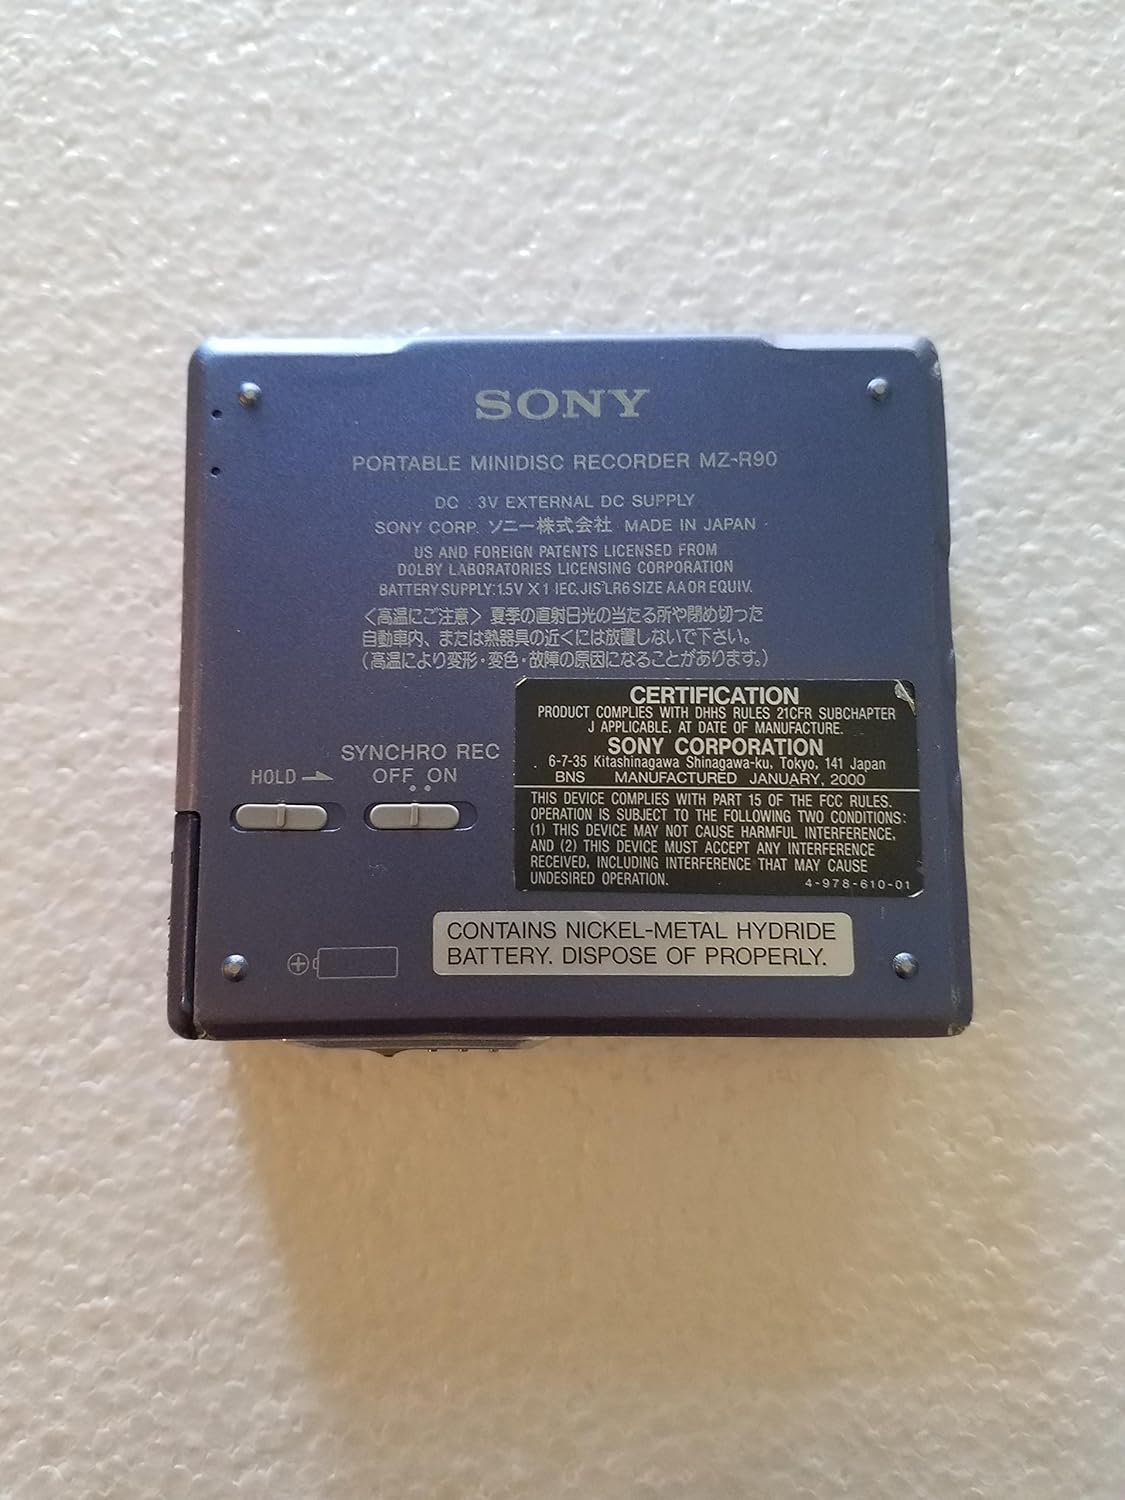 SONY
PORTABLE MINIDISC RECORDER MZ-R90
DC : 3V EXTERNAL DC SUPPLY
SONY CORP. ソニー株式会社 MADE IN JAPAN
US AND FOREIGN PATENTS LICENSED FROM
DOLBY LABORATORIES LICENSING CORPORATION
BATTERY SUPPLY:1.5V X 1 IEC, JIS"LR6 SIZE AA OR EQUIV.
〈高温にご注意〉夏季の直射日光の当たる所や閉め切った
自動車内、または熱器具の近くには放置しないで下さい。
(高温により変形・変色・故障の原因になることがあります。)
CERTIFICATION
PRODUCT COMPLIES WITH DHHS RULES 21CFR SUBCHAPTER
J APPLICABLE, AT DATE OF MANUFACTURE.
SONY CORPORATION
6-7-35 Kitashinagawa Shinagawa-ku, Tokyo, 141 Japan
BNS MANUFACTURED JANUARY, 2000
THIS DEVICE COMPLIES WITH PART 15 OF THE FCC RULES.
OPERATION IS SUBJECT TO THE FOLLOWING TWO CONDITIONS:
(1) THIS DEVICE MAY NOT CAUSE HARMFUL INTERFERENCE,
AND (2) THIS DEVICE MUST ACCEPT ANY INTERFERENCE
RECEIVED, INCLUDING INTERFERENCE THAT MAY CAUSE
UNDESIRED OPERATION.
4-978-610-01
SYNCHRO REC
HOLD
OFF ON
CONTAINS NICKEL-METAL HYDRIDE
BATTERY. DISPOSE OF PROPERLY.